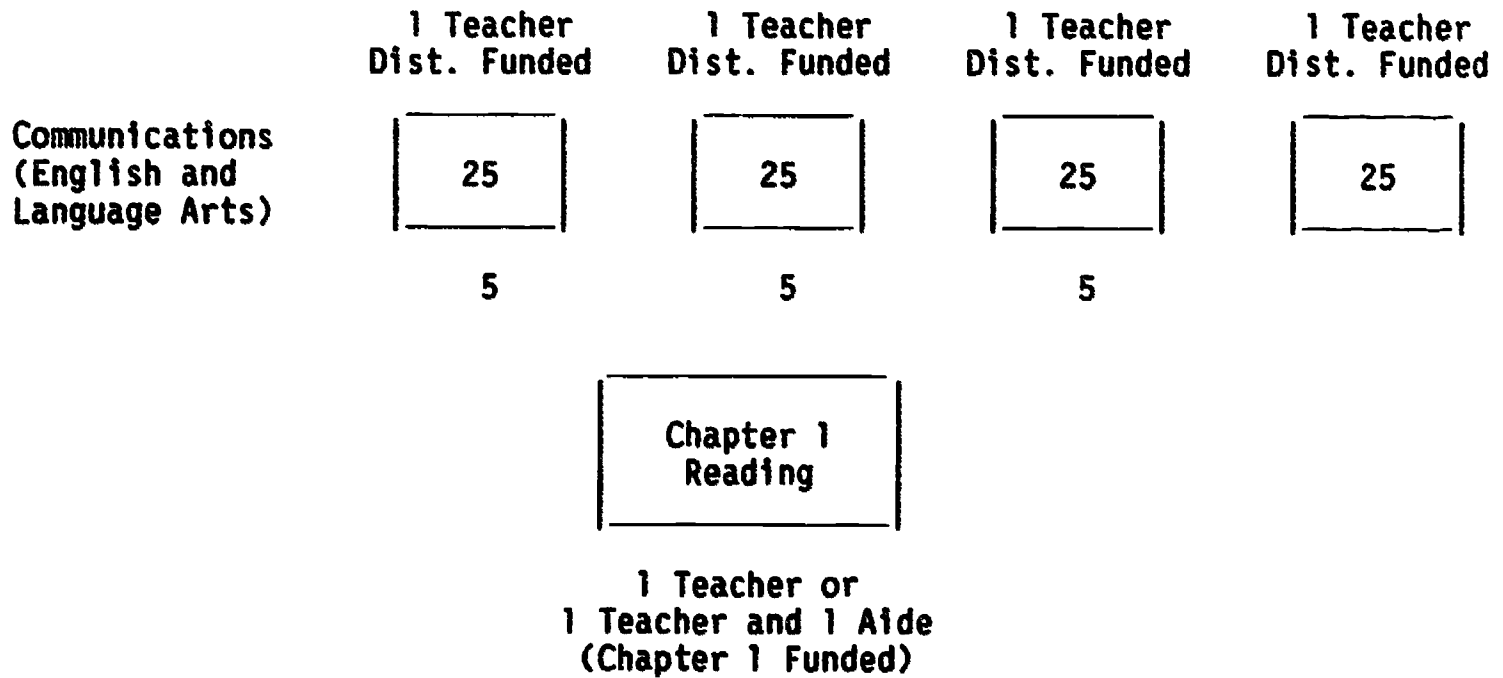 1 Teacher 1 Teacher 1 Teacher 1 Teacher
Dist. Funded Dist. Funded Dist. Funded Dist. Funded
Communications
(English and
Language Arts)
25 25 25 25
5 5 5
Chapter 1
Reading
1 Teacher or
1 Teacher and 1 Aide
(Chapter 1 Funded)